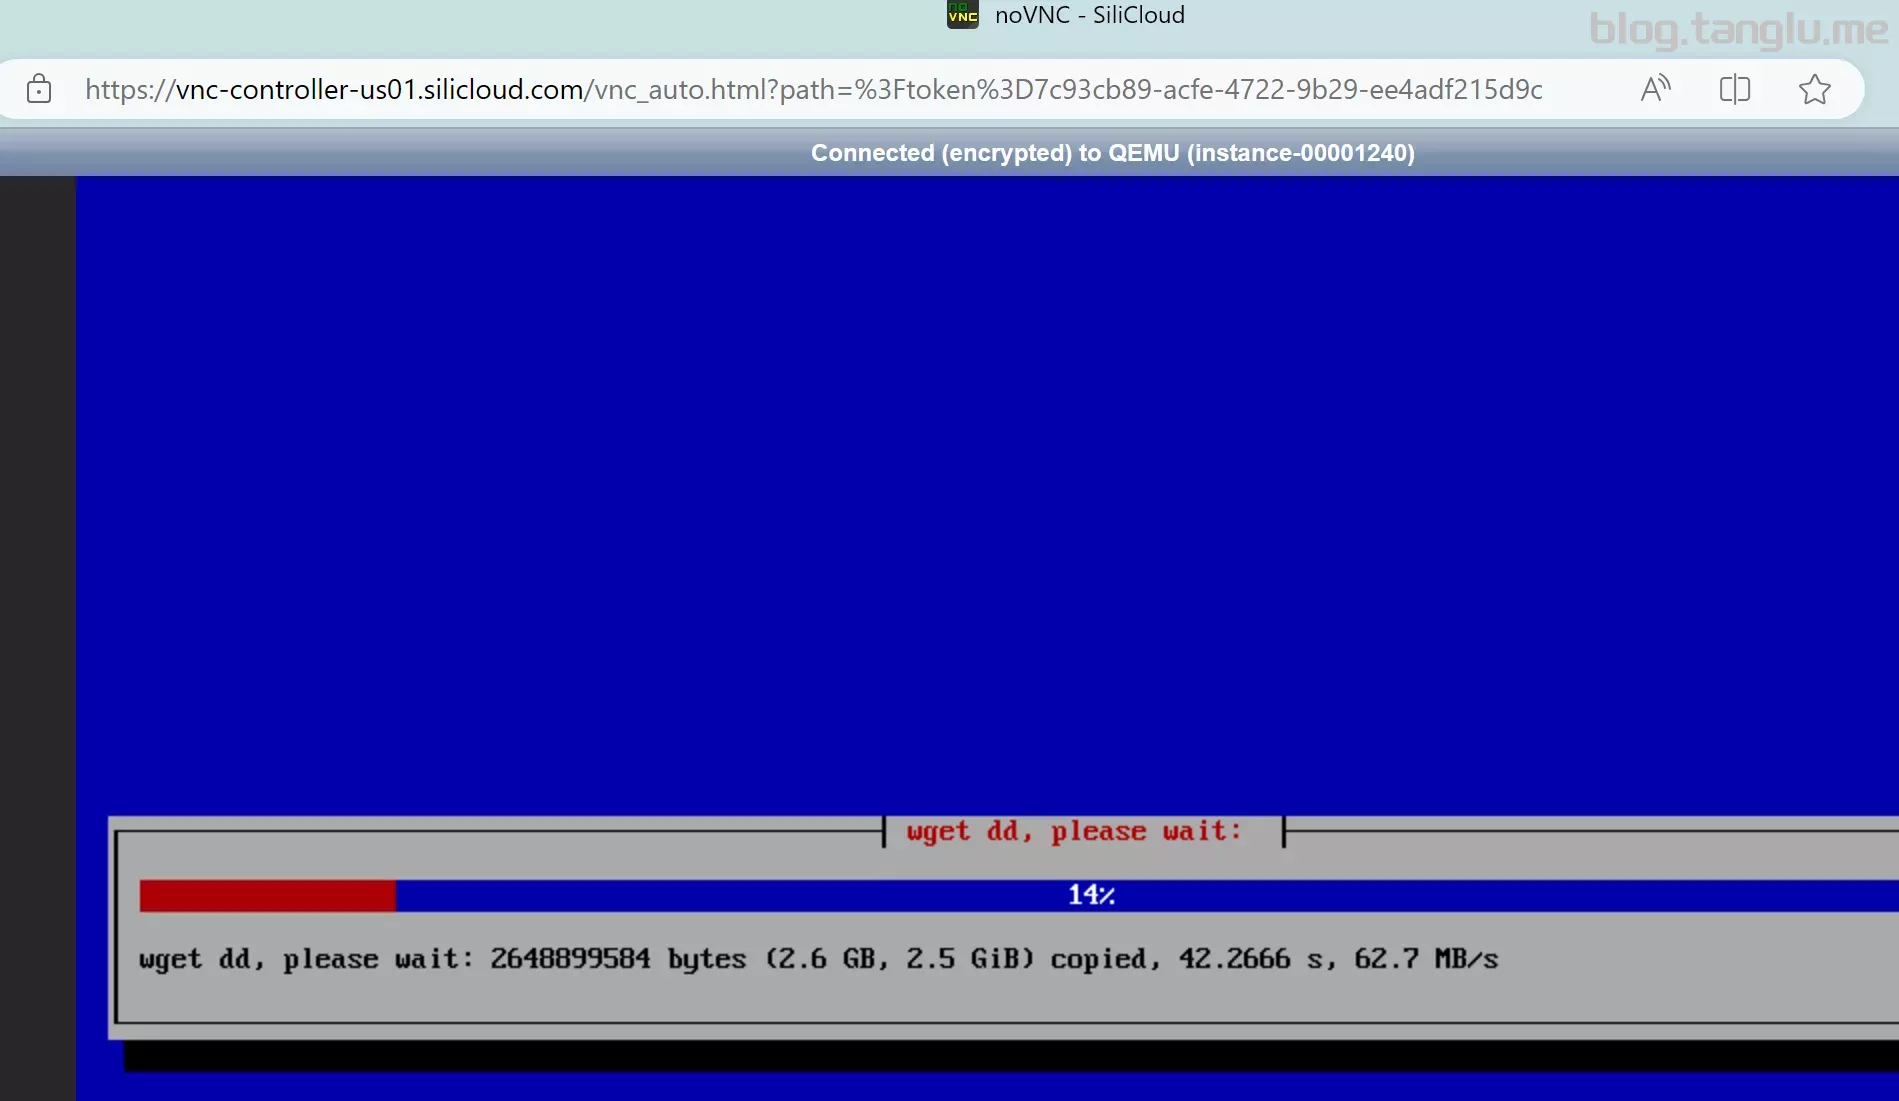 no
VNC
noVNC - SiliCloud
blog.tanglu.me
https://vnc-controller-us01.silicloud.com/vnc_auto.html?path=%3Ftoken%3D7c93cb89-acfe-4722-9b29-ee4adf215d9c
Connected (encrypted) to QEMU (instance-00001240)
wget dd, please wait:
14%
wget dd, please wait: 2648899584 bytes (2.6 GB, 2.5 GiB) copied, 42.2666 s, 62.7 MB/s